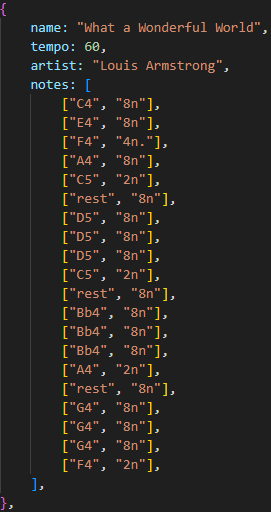 {
name: "What a Wonderful World",
tempo: 60,
artist: "Louis Armstrong",
notes: [
["C4", "8n"],
["E4", "8n"],
["F4", "4n."],
["A4", "8n"],
["C5", "2n"],
["rest", "8n"],
["D5", "8n"],
["D5", "8n"],
["D5", "8n"],
["C5", "2n"],
["rest", "8n"],
["Bb4", "8n"],
["Bb4", "8n"],
["Bb4", "8n"],
["A4", "2n"],
["rest", "8n"],
["G4", "8n"],
["G4", "8n"],
["G4", "8n"],
["F4", "2n"],
],
},